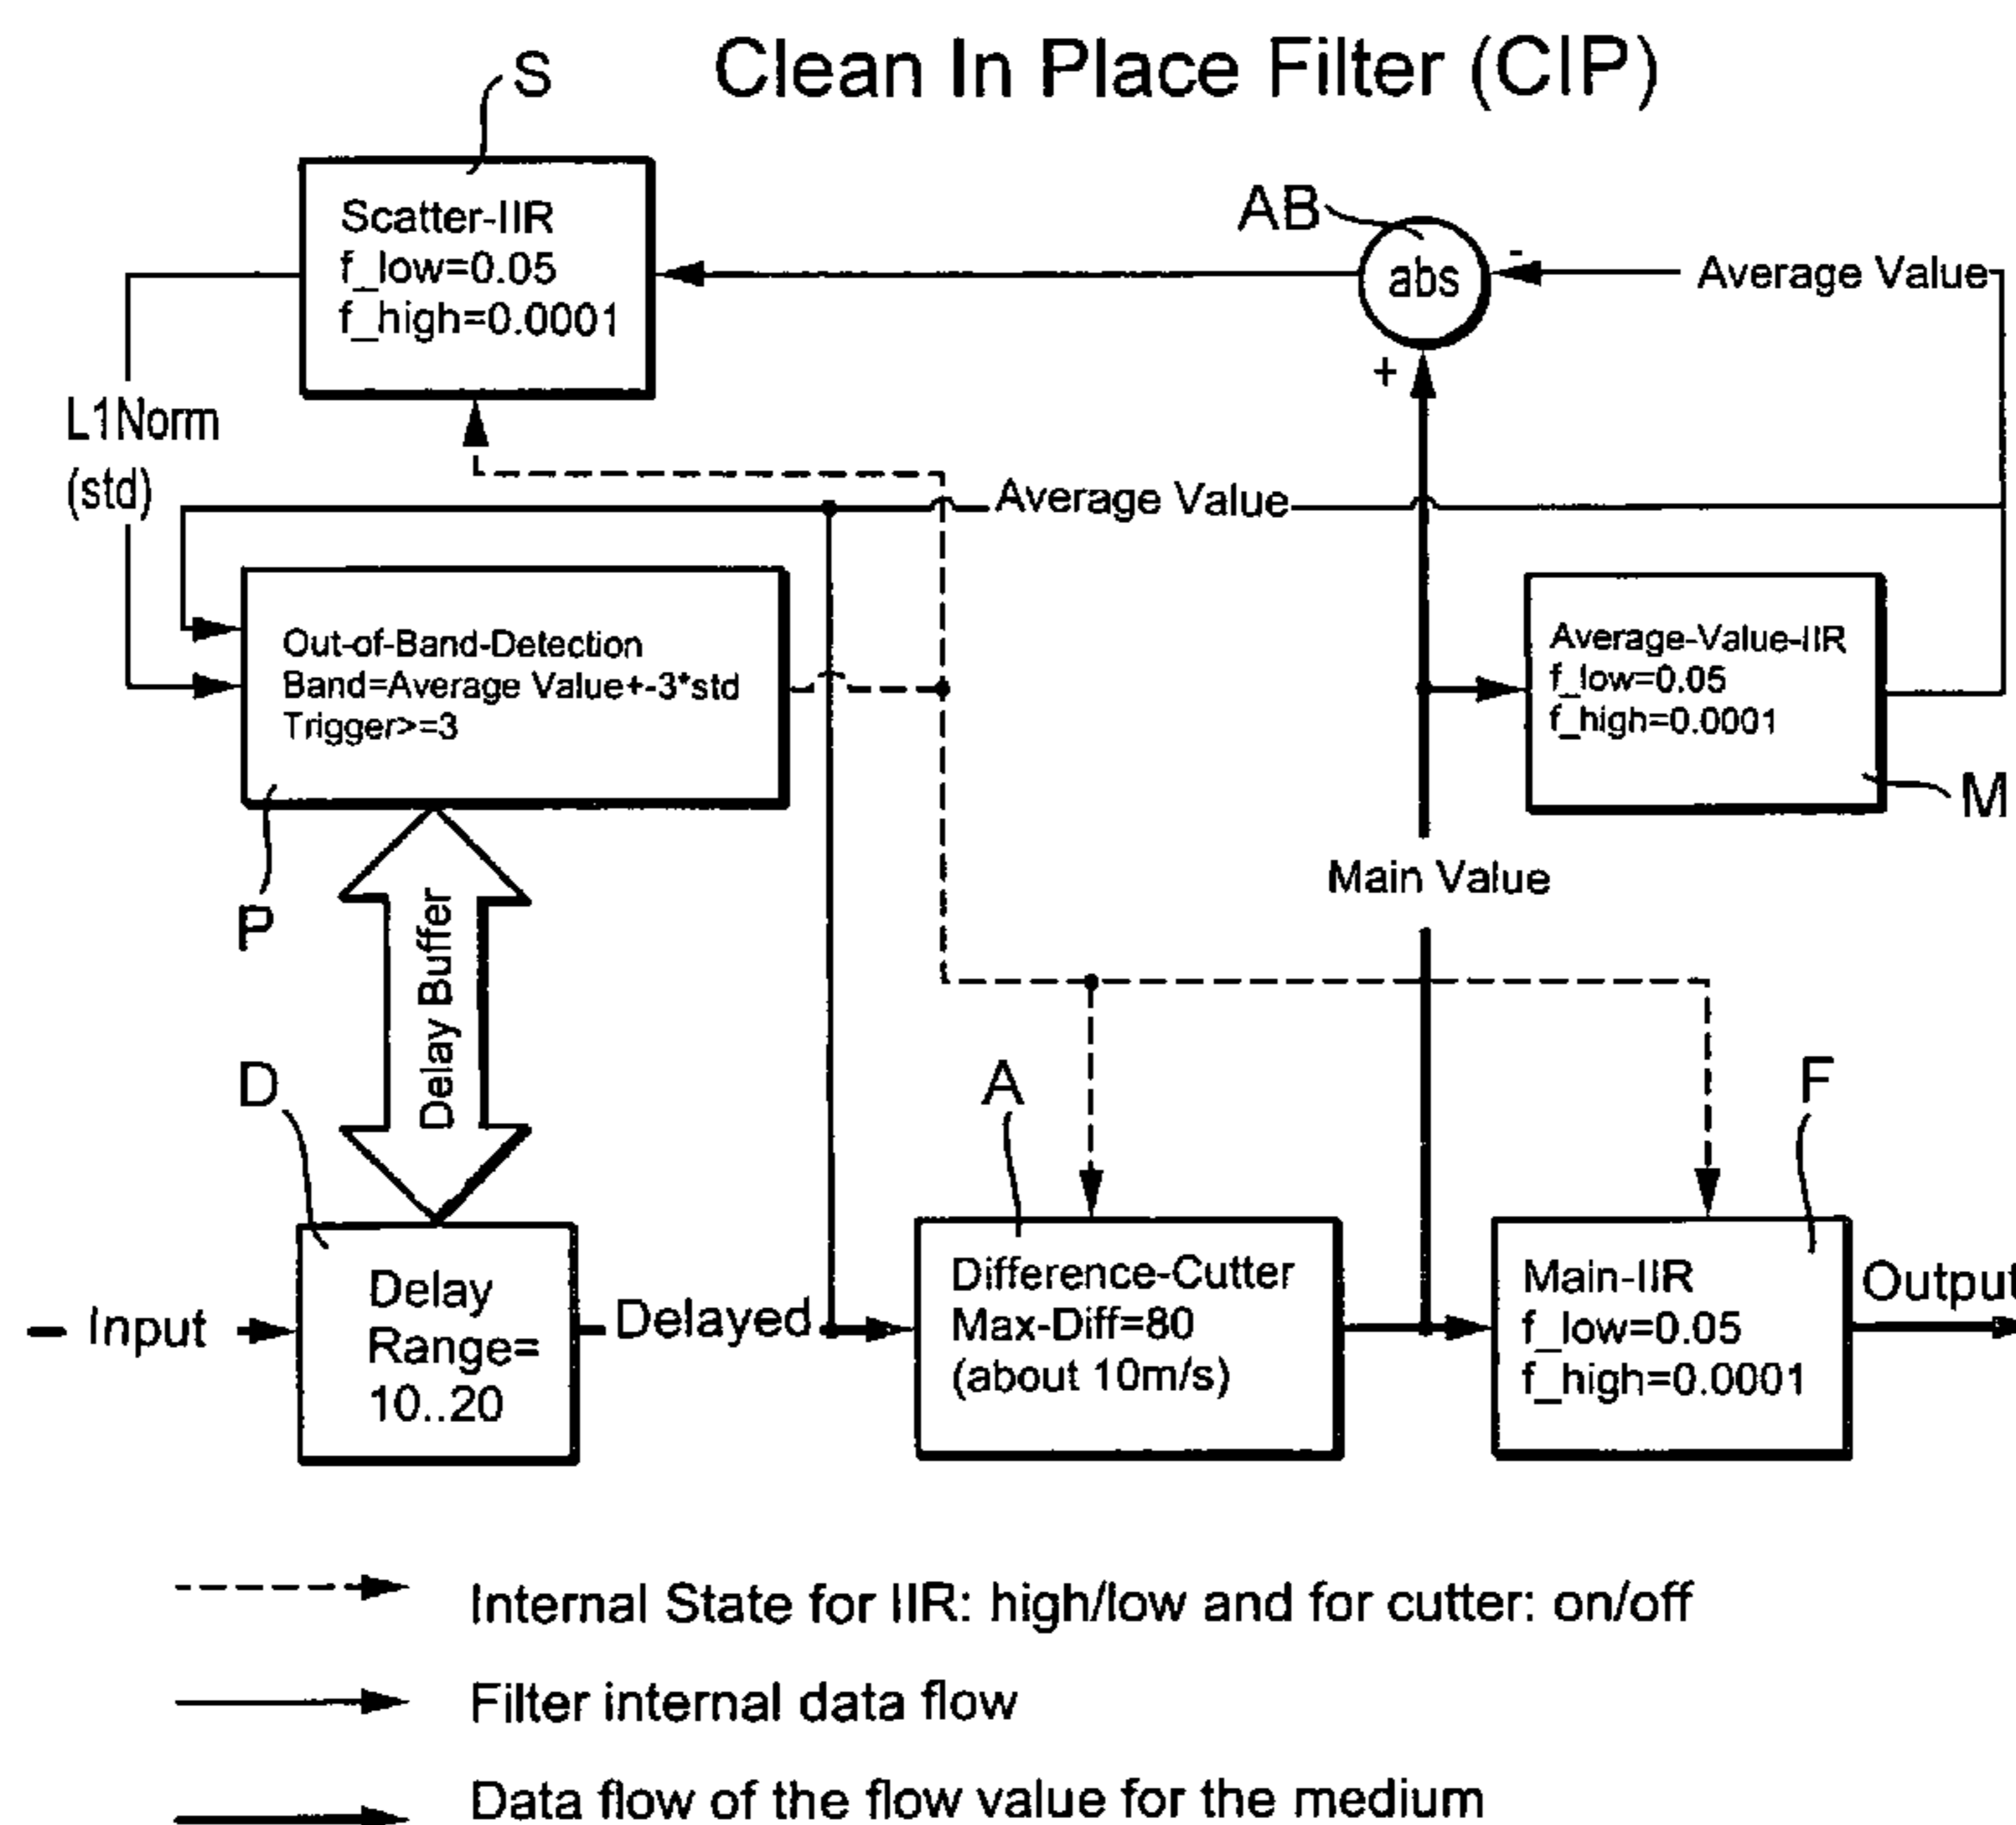 Clean In Place Filter (CIP)
S
Scatter-IIR
f_low=0.05
f_high=0.0001
AB
abs
-
+
Average Value
L1Norm
(std)
Average Value
Out-of-Band-Detection
Band=Average Value+-3*std
Trigger>=3
P
Average-Value-IIR
f_low=0.05
f_high=0.0001
M
Main Value
Delay Buffer
D
Delay
Range=
10..20
Input
Delayed
A
Difference-Cutter
Max-Diff=80
(about 10m/s)
F
Main-IIR
f_low=0.05
f_high=0.0001
Output
Internal State for IIR: high/low and for cutter: on/off
Filter internal data flow
Data flow of the flow value for the medium